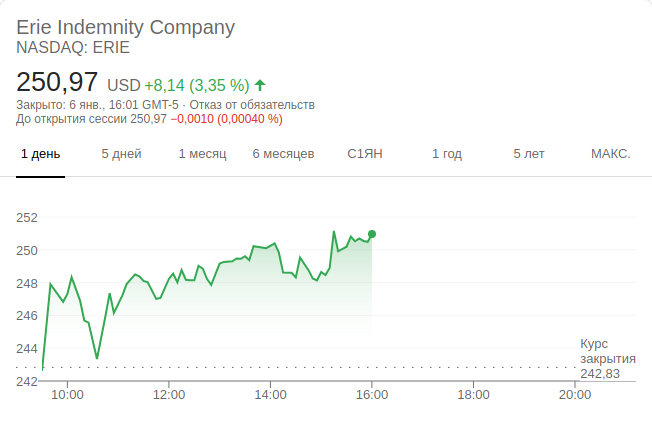 Erie Indemnity Company
NASDAQ: ERIE
250,97 USD +8,14 (3,35 %)
Закрыто: 6 янв., 16:01 GMT-5 · Отказ от обязательств
До открытия сессии 250,97 −0,0010 (0,00040 %)
1 день 5 дней 1 месяц 6 месяцев С1ЯН 1 год 5 лет МАКС.
252
250
248
246
244
242
Курс
закрытия
242,83
10:00 12:00 14:00 16:00 18:00 20:00